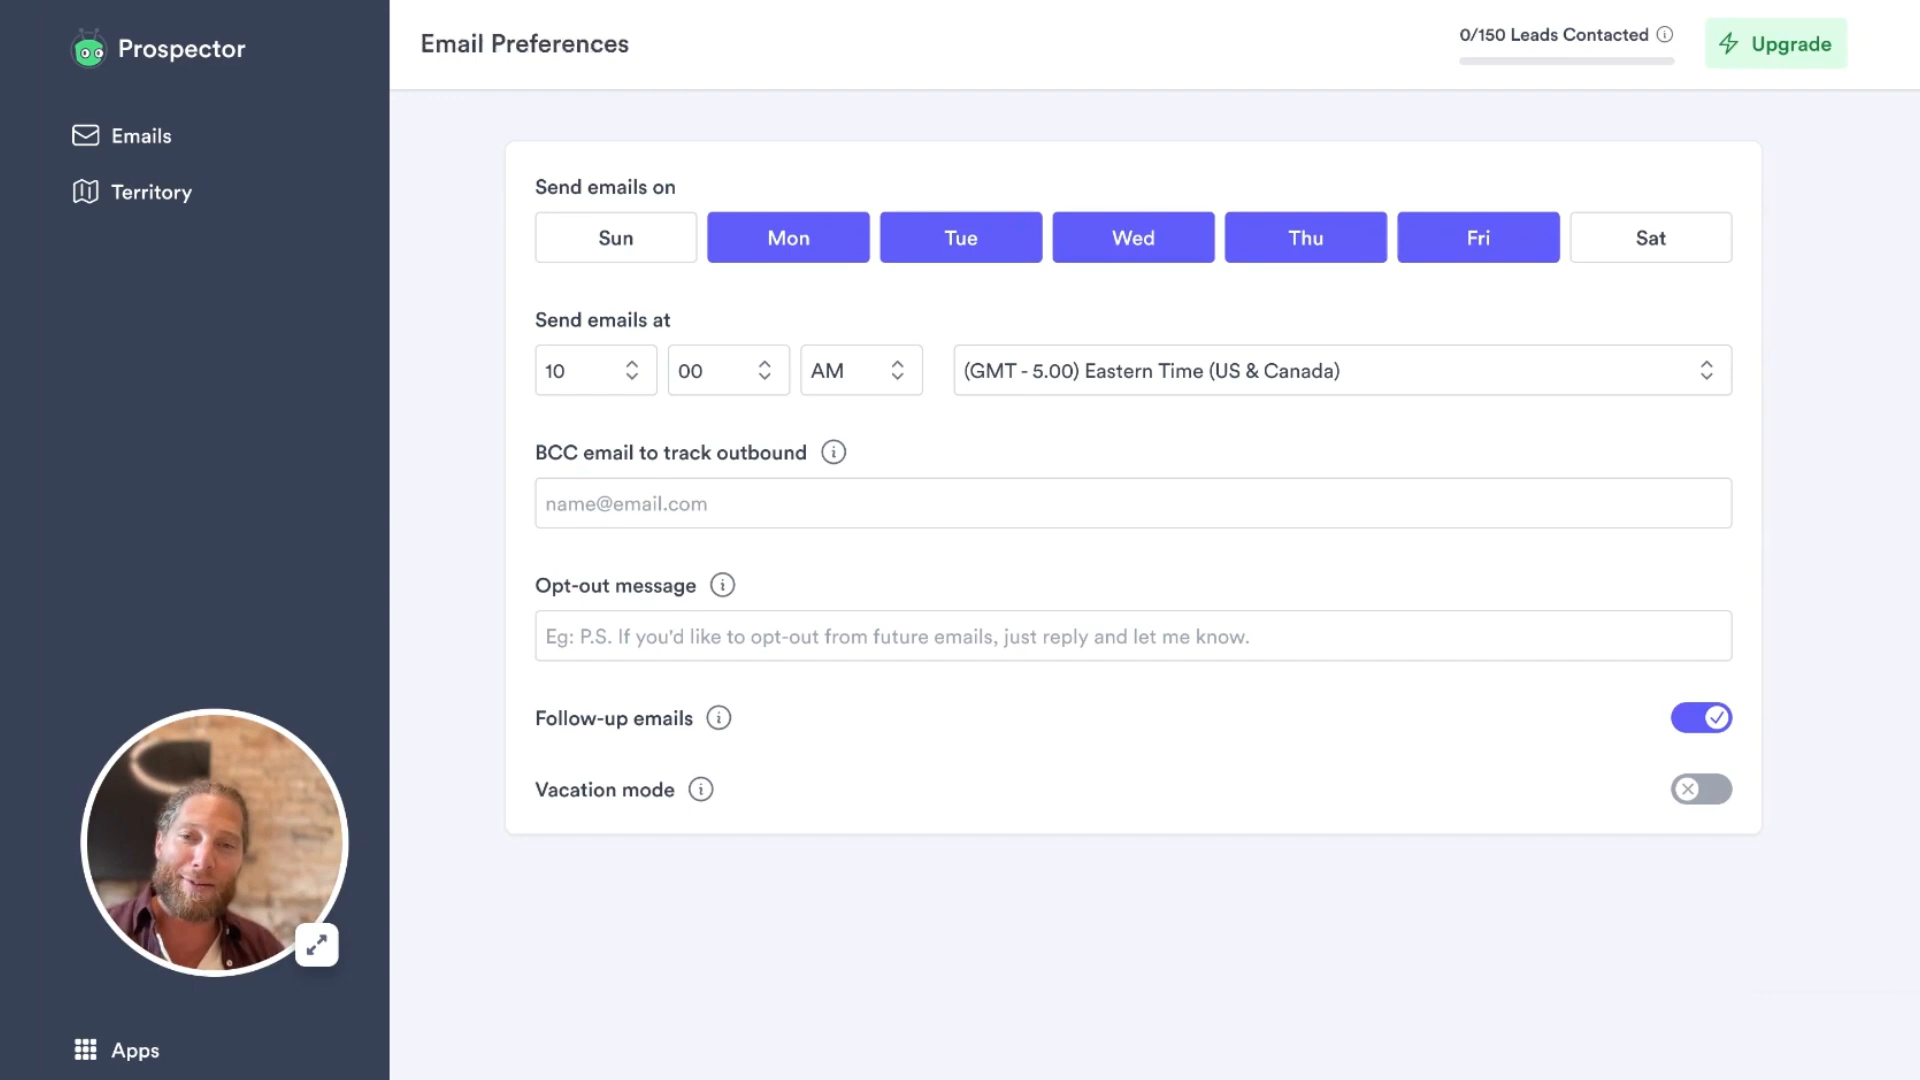 Prospector
Emails
Territory
Apps
Email Preferences
0/150 Leads Contacted
Upgrade
Send emails on
Sun Mon Tue Wed Thu Fri Sat
Send emails at
10 00 AM (GMT - 5.00) Eastern Time (US & Canada)
BCC email to track outbound
name@email.com
Opt-out message
Eg: P.S. If you'd like to opt-out from future emails, just reply and let me know.
Follow-up emails
Vacation mode